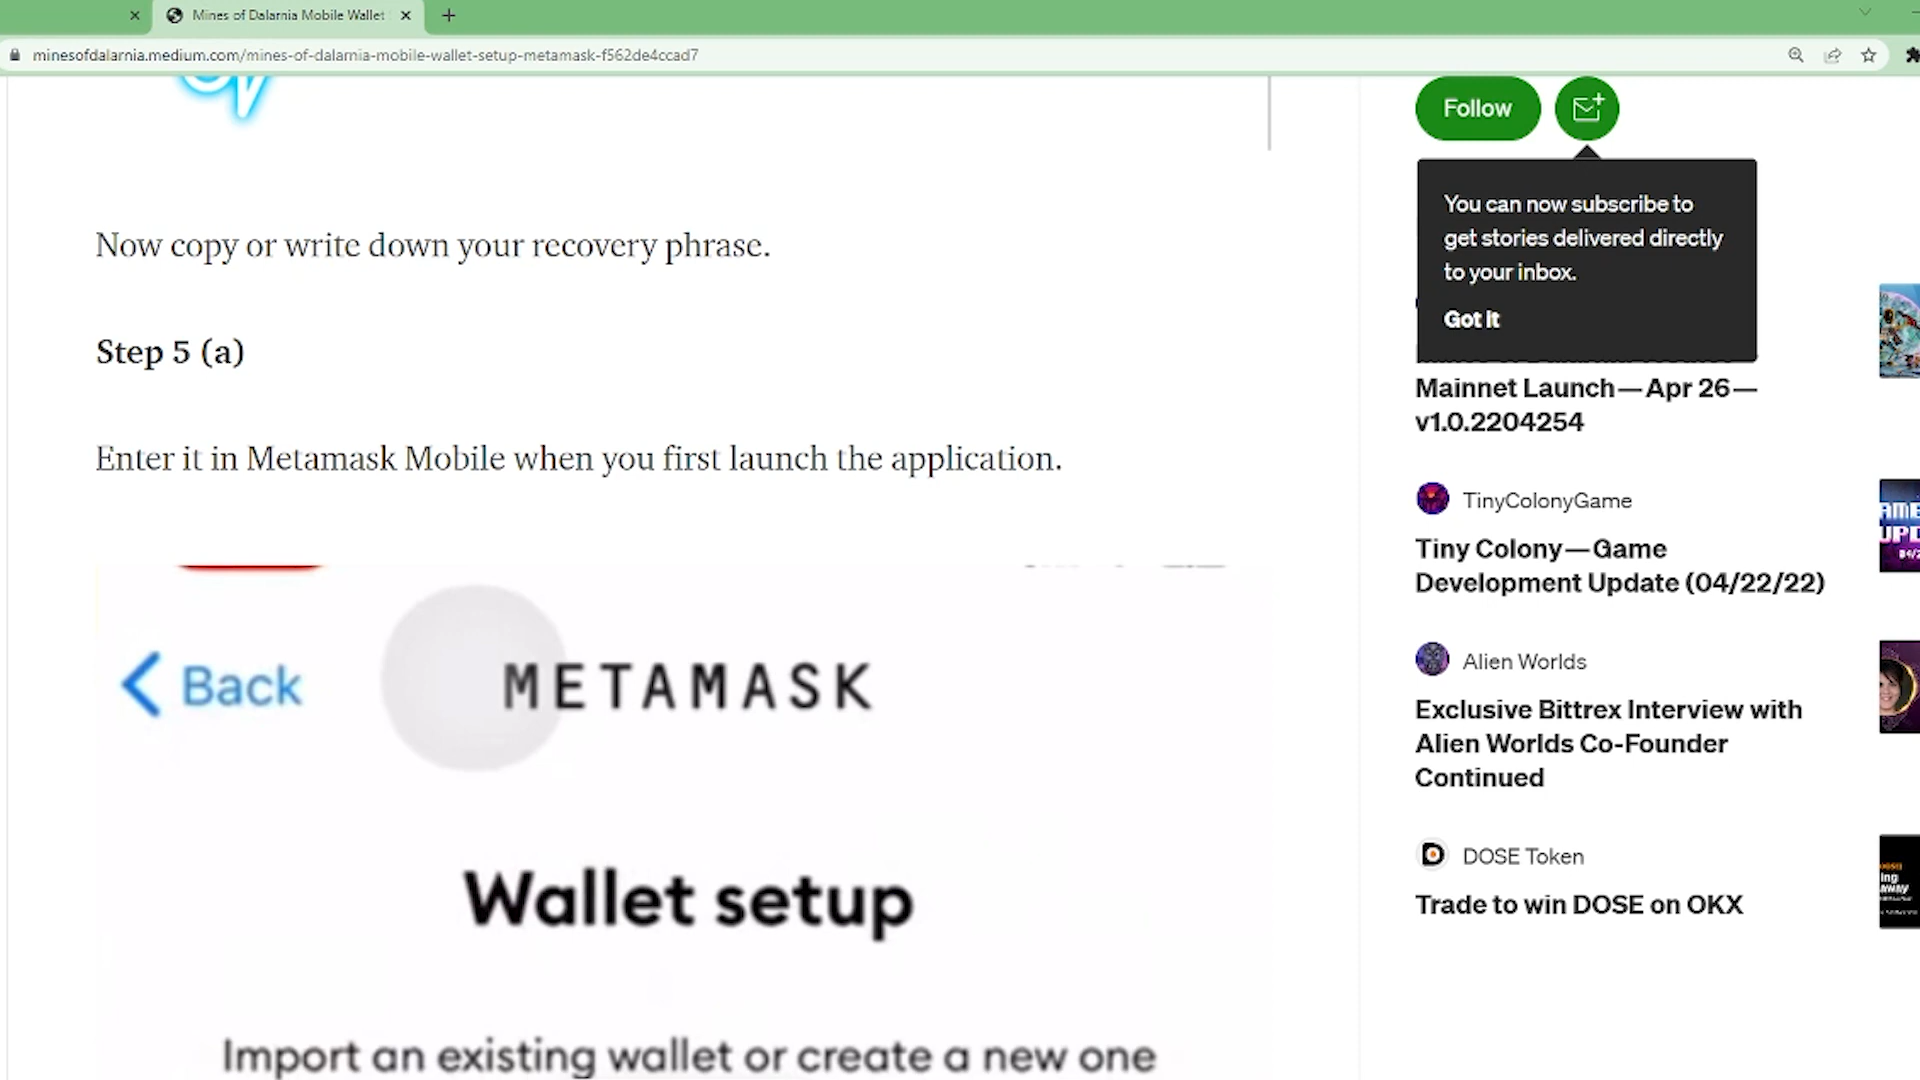 Mines of Dalarnia Mobile Wallet
minesofdalarnia.medium.com/mines-of-dalarnia-mobile-wallet-setup-metamask-f562de4ccad7
Now copy or write down your recovery phrase.
Step 5 (a)
Enter it in Metamask Mobile when you first launch the application.
Back
METAMASK
Wallet setup
Import an existing wallet or create a new one
Follow
You can now subscribe to
get stories delivered directly
to your inbox.
Got it
Mainnet Launch—Apr 26—
v1.0.2204254
TinyColonyGame
Tiny Colony—Game
Development Update (04/22/22)
Alien Worlds
Exclusive Bittrex Interview with
Alien Worlds Co-Founder
Continued
DOSE Token
Trade to win DOSE on OKX